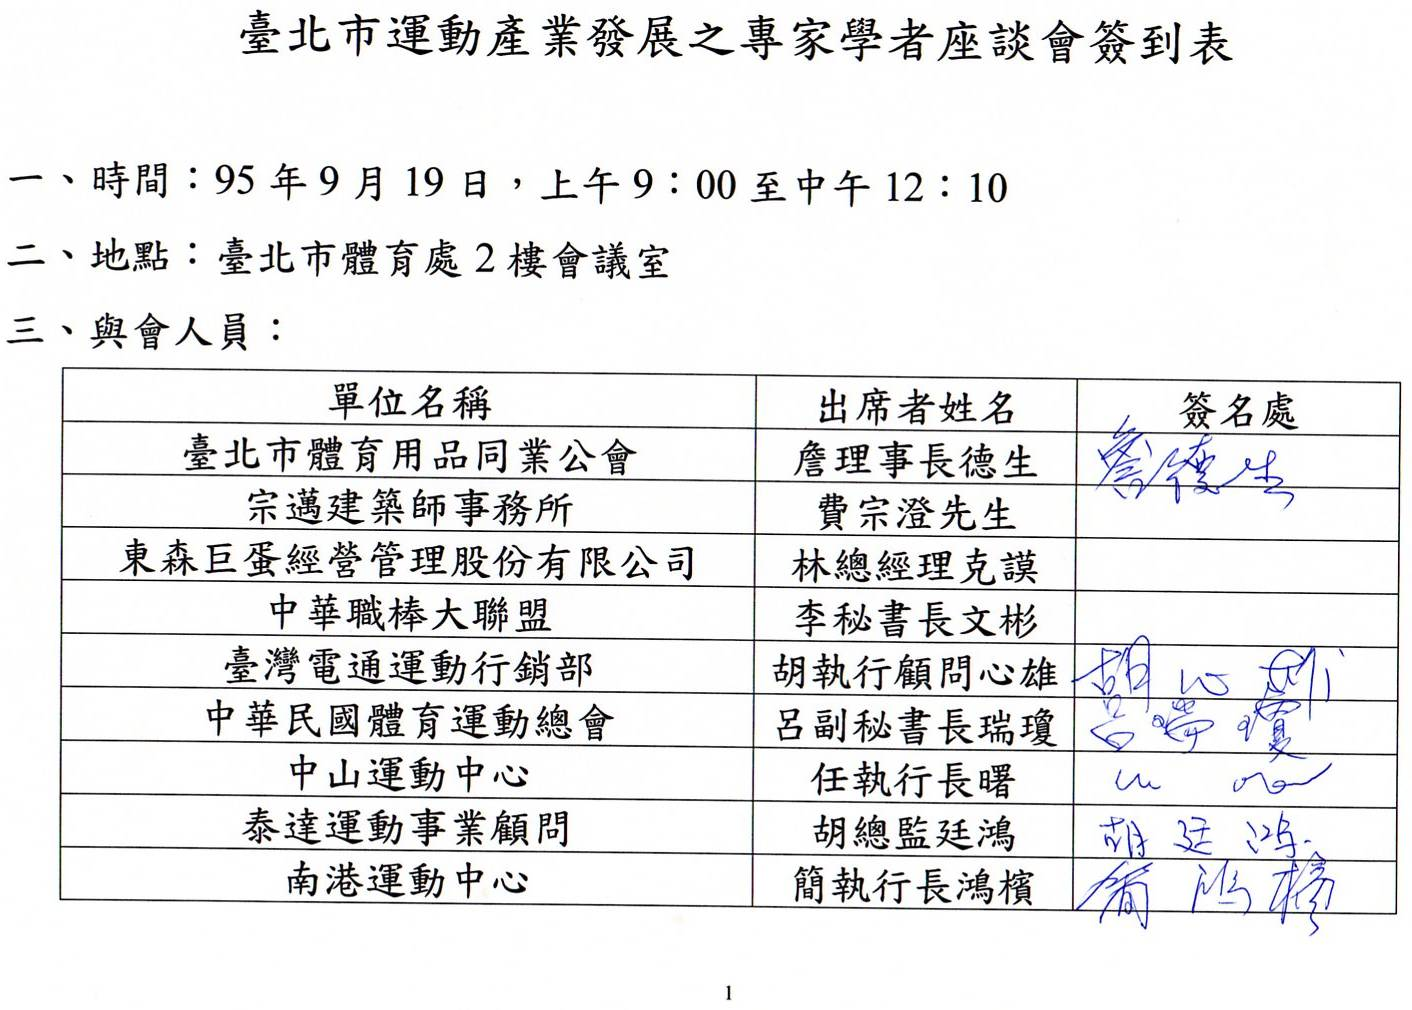 臺北市運動產業發展之專家學者座談會簽到表
一、時間：95 年 9 月 19 日，上午 9：00 至中午 12：10
二、地點：臺北市體育處 2 樓會議室
三、與會人員：
單位名稱 出席者姓名 簽名處
臺北市體育用品同業公會 詹理事長德生 詹德生
宗邁建築師事務所 費宗澄先生
東森巨蛋經營管理股份有限公司 林總經理克謨
中華職棒大聯盟 李秘書長文彬
臺灣電通運動行銷部 胡執行顧問心雄 胡心雄
中華民國體育運動總會 呂副秘書長瑞瓊 呂瑞瓊
中山運動中心 任執行長曙
泰達運動事業顧問 胡總監廷鴻 胡廷鴻
南港運動中心 簡執行長鴻檳 簡鴻檳
1